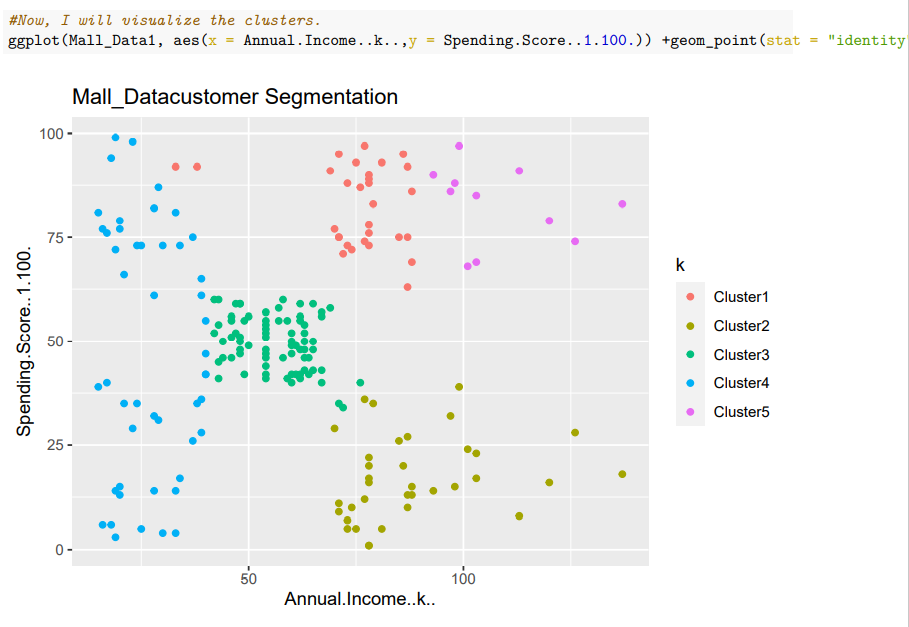 #Now, I will visualize the clusters.
ggplot(Mall_Data1, aes(x = Annual.Income..k..,y = Spending.Score..1.100.)) +geom_point(stat = "identity
Mall_Datacustomer Segmentation
100
75
50
25
0
Spending.Score..1.100.
50 100
Annual.Income..k..
k
Cluster1
Cluster2
Cluster3
Cluster4
Cluster5